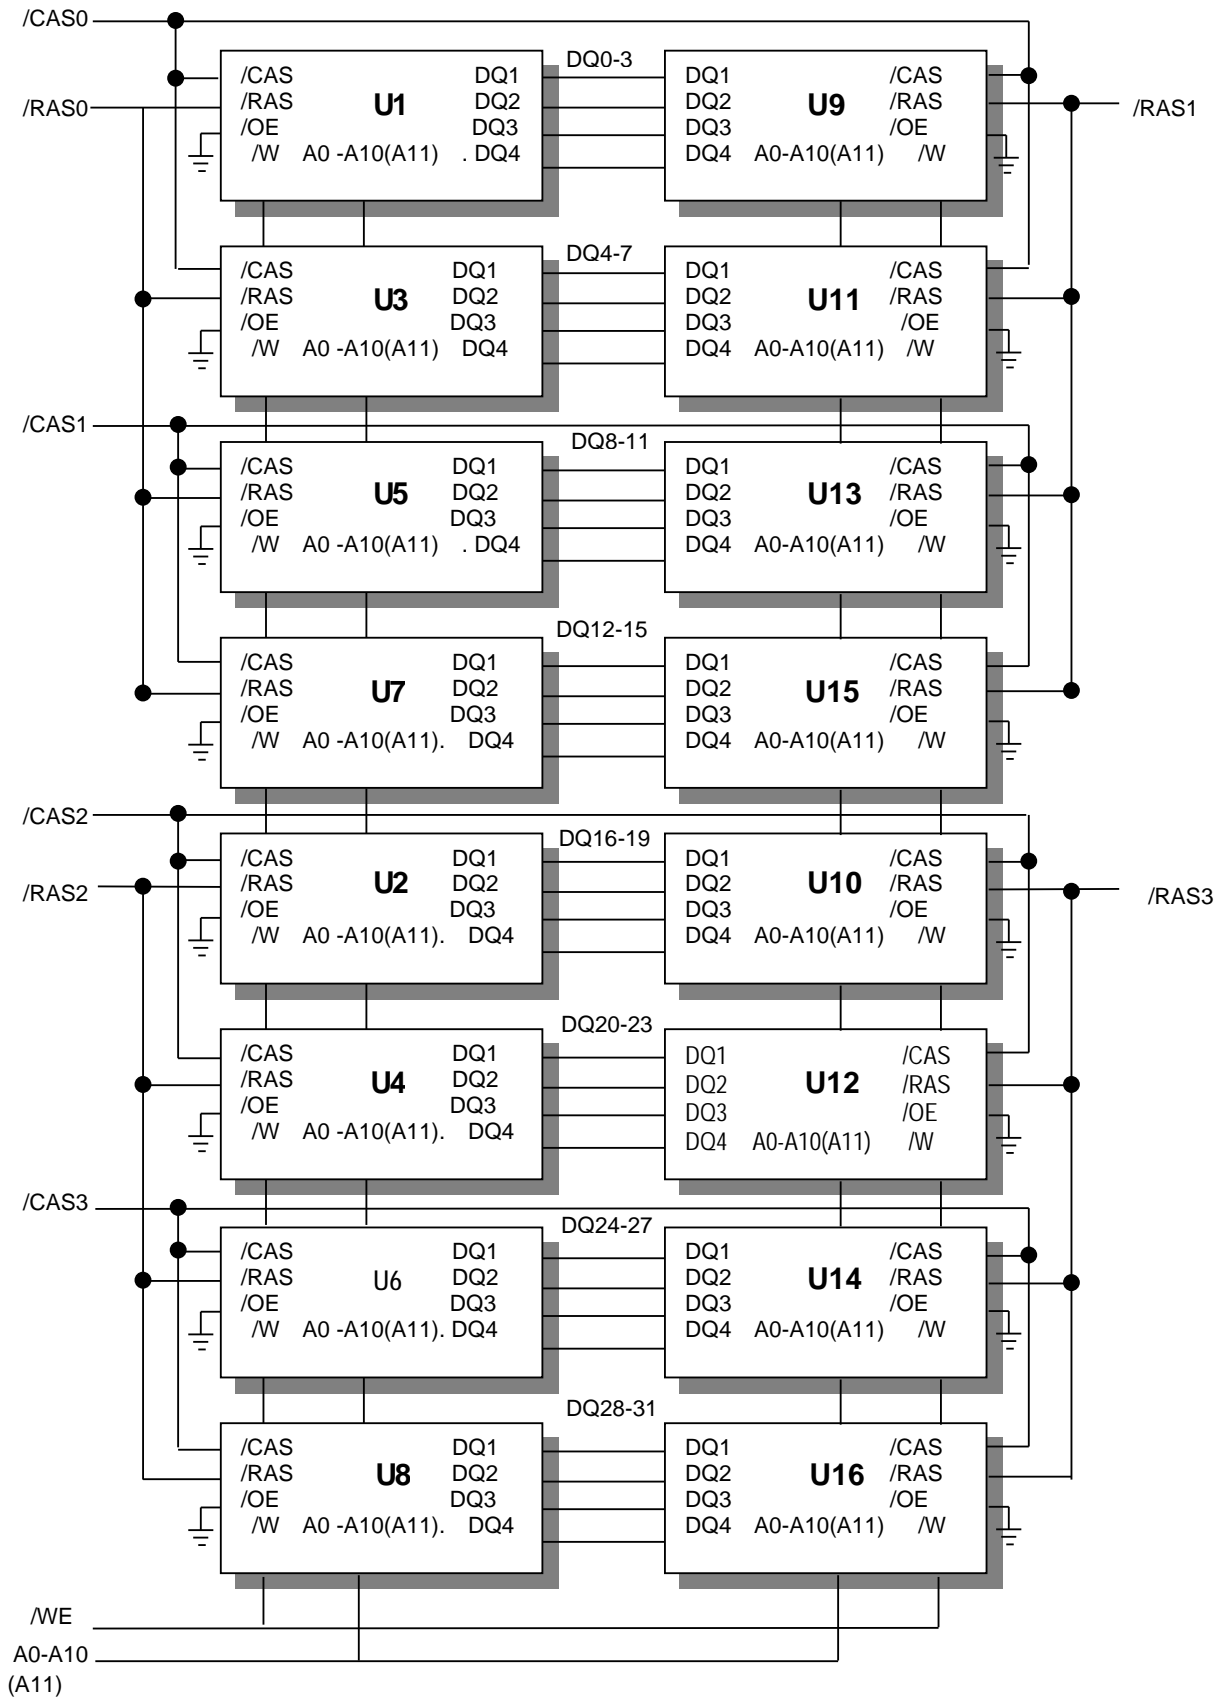 /CAS0
DQ0-3
/CAS DQ1 DQ1 /CAS
/RAS0 /RAS U1 DQ2 DQ2 U9 /RAS /RAS1
/OE DQ3 DQ3 /OE
/W A0 -A10(A11) . DQ4 DQ4 A0-A10(A11) /W
DQ4-7
/CAS DQ1 DQ1 /CAS
/RAS U3 DQ2 DQ2 U11 /RAS
/OE DQ3 DQ3 /OE
/W A0 -A10(A11) DQ4 DQ4 A0-A10(A11) /W
/CAS1
DQ8-11
/CAS DQ1 DQ1 /CAS
/RAS U5 DQ2 DQ2 U13 /RAS
/OE DQ3 DQ3 /OE
/W A0 -A10(A11) . DQ4 DQ4 A0-A10(A11) /W
DQ12-15
/CAS DQ1 DQ1 /CAS
/RAS U7 DQ2 DQ2 U15 /RAS
/OE DQ3 DQ3 /OE
/W A0 -A10(A11). DQ4 DQ4 A0-A10(A11) /W
/CAS2
DQ16-19
/CAS DQ1 DQ1 /CAS
/RAS2 /RAS U2 DQ2 DQ2 U10 /RAS /RAS3
/OE DQ3 DQ3 /OE
/W A0 -A10(A11). DQ4 DQ4 A0-A10(A11) /W
DQ20-23
/CAS DQ1 DQ1 /CAS
/RAS U4 DQ2 DQ2 U12 /RAS
/OE DQ3 DQ3 /OE
/W A0 -A10(A11). DQ4 DQ4 A0-A10(A11) /W
/CAS3
DQ24-27
/CAS DQ1 DQ1 /CAS
/RAS U6 DQ2 DQ2 U14 /RAS
/OE DQ3 DQ3 /OE
/W A0 -A10(A11). DQ4 DQ4 A0-A10(A11) /W
DQ28-31
/CAS DQ1 DQ1 /CAS
/RAS U8 DQ2 DQ2 U16 /RAS
/OE DQ3 DQ3 /OE
/W A0 -A10(A11). DQ4 DQ4 A0-A10(A11) /W
/WE
A0-A10
(A11)